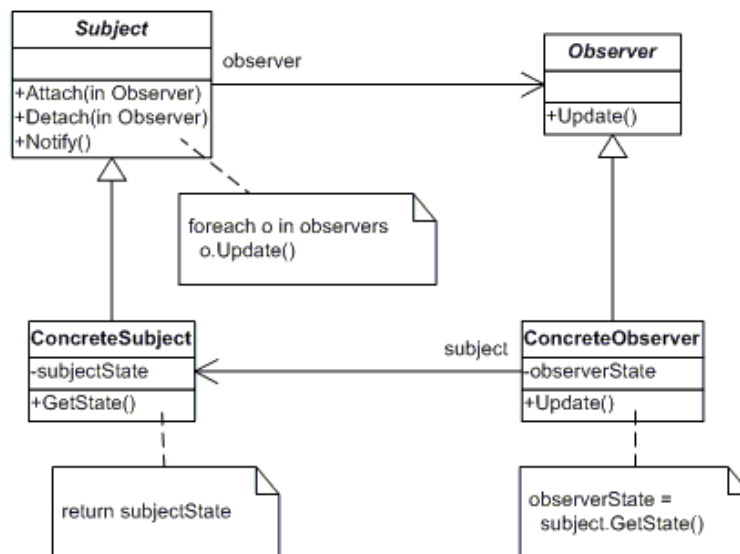 Subject
+Attach(in Observer)
+Detach(in Observer)
+Notify()
observer
Observer
+Update()
foreach o in observers
o.Update()
ConcreteSubject
-subjectState
+GetState()
subject
ConcreteObserver
-observerState
+Update()
return subjectState
observerState =
subject.GetState()